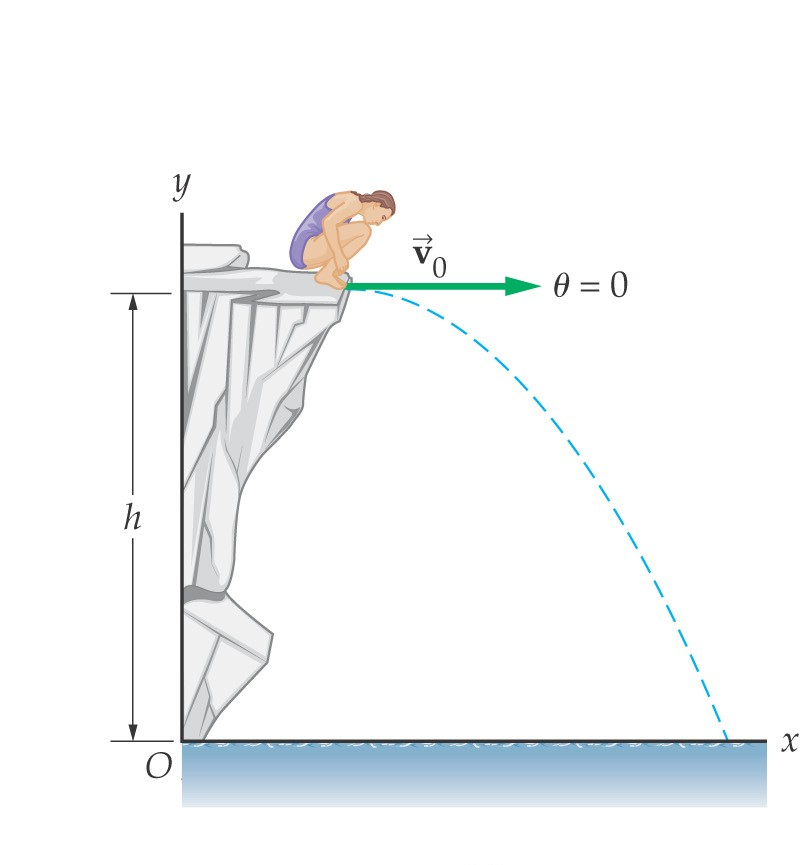 y
v⃗₀
θ = 0
h
O
x